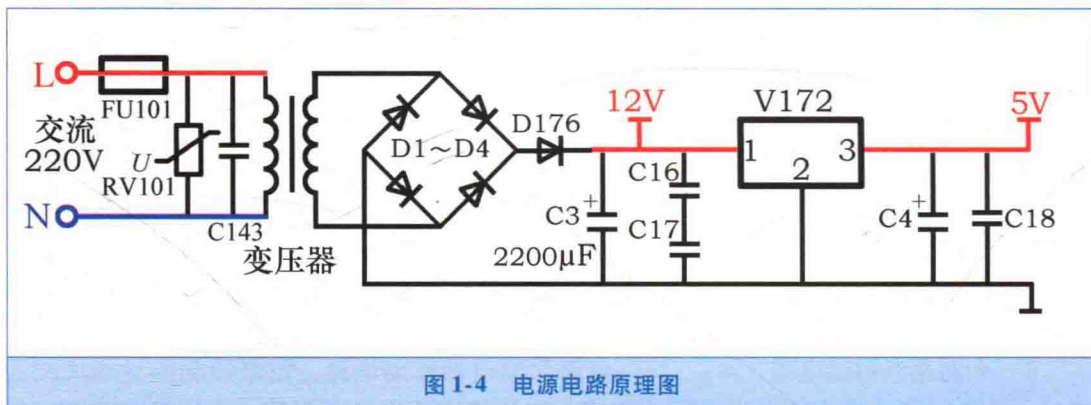 L
FU101
交流
220V
U
RV101
N
C143
变压器
D1～D4
D176
12V
C3
+
2200μF
C16
C17
V172
1
2
3
C4
+
C18
5V
图 1-4 电源电路原理图